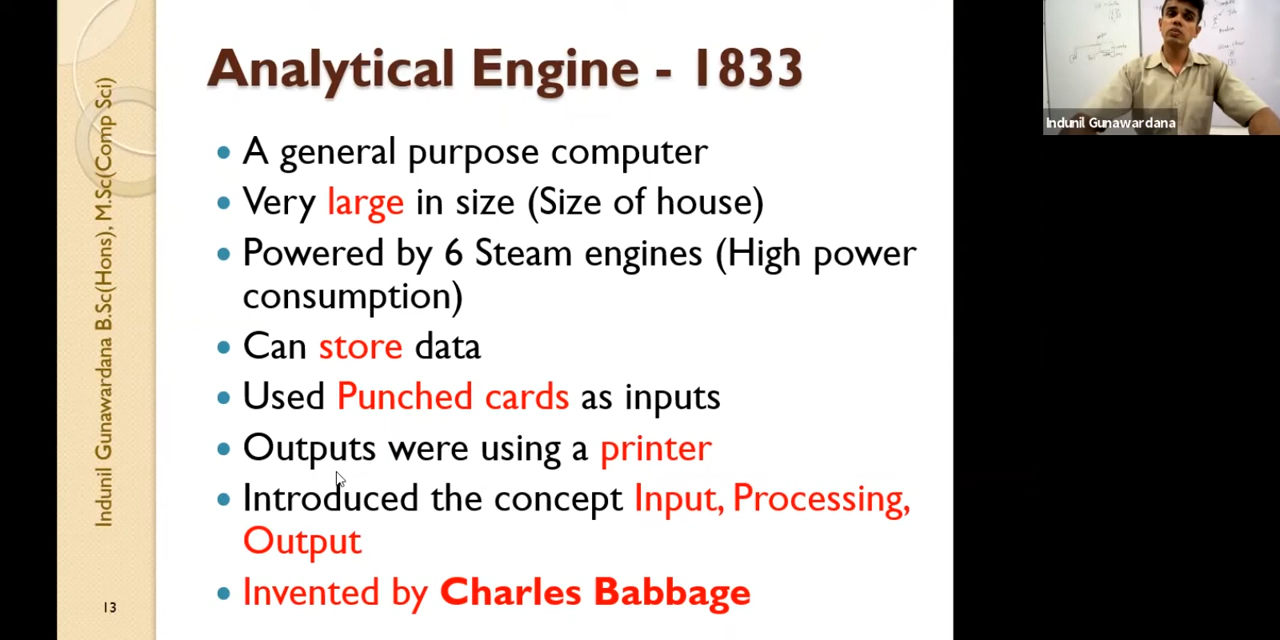 Analytical Engine - 1833
• A general purpose computer
• Very large in size (Size of house)
• Powered by 6 Steam engines (High power
consumption)
• Can store data
• Used Punched cards as inputs
• Outputs were using a printer
• Introduced the concept Input, Processing,
Output
• Invented by Charles Babbage
Indunil Gunawardana B.Sc(Hons), M.Sc(Comp Sci)
13
Indunil Gunawardana